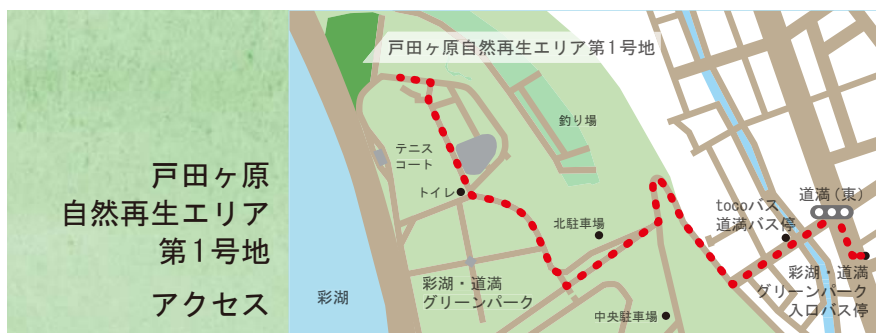 戸田ヶ原
自然再生エリア
第1号地
アクセス
戸田ヶ原自然再生エリア第1号地
釣り場
テニス
コート
トイレ
北駐車場
tocoバス
道満バス停
道満(東)
彩湖・道満
グリーンパーク
入口バス停
彩湖・道満
グリーンパーク
彩湖
中央駐車場